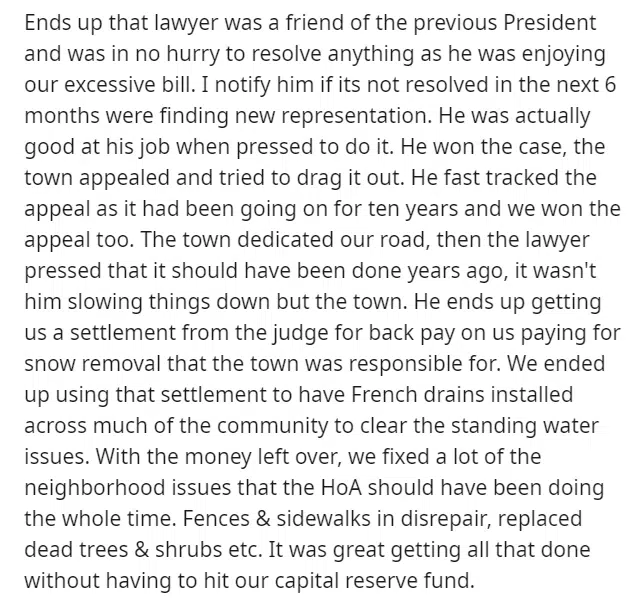 Ends up that lawyer was a friend of the previous President
and was in no hurry to resolve anything as he was enjoying
our excessive bill. I notify him if its not resolved in the next 6
months were finding new representation. He was actually
good at his job when pressed to do it. He won the case, the
town appealed and tried to drag it out. He fast tracked the
appeal as it had been going on for ten years and we won the
appeal too. The town dedicated our road, then the lawyer
pressed that it should have been done years ago, it wasn't
him slowing things down but the town. He ends up getting
us a settlement from the judge for back pay on us paying for
snow removal that the town was responsible for. We ended
up using that settlement to have French drains installed
across much of the community to clear the standing water
issues. With the money left over, we fixed a lot of the
neighborhood issues that the HoA should have been doing
the whole time. Fences & sidewalks in disrepair, replaced
dead trees & shrubs etc. It was great getting all that done
without having to hit our capital reserve fund.